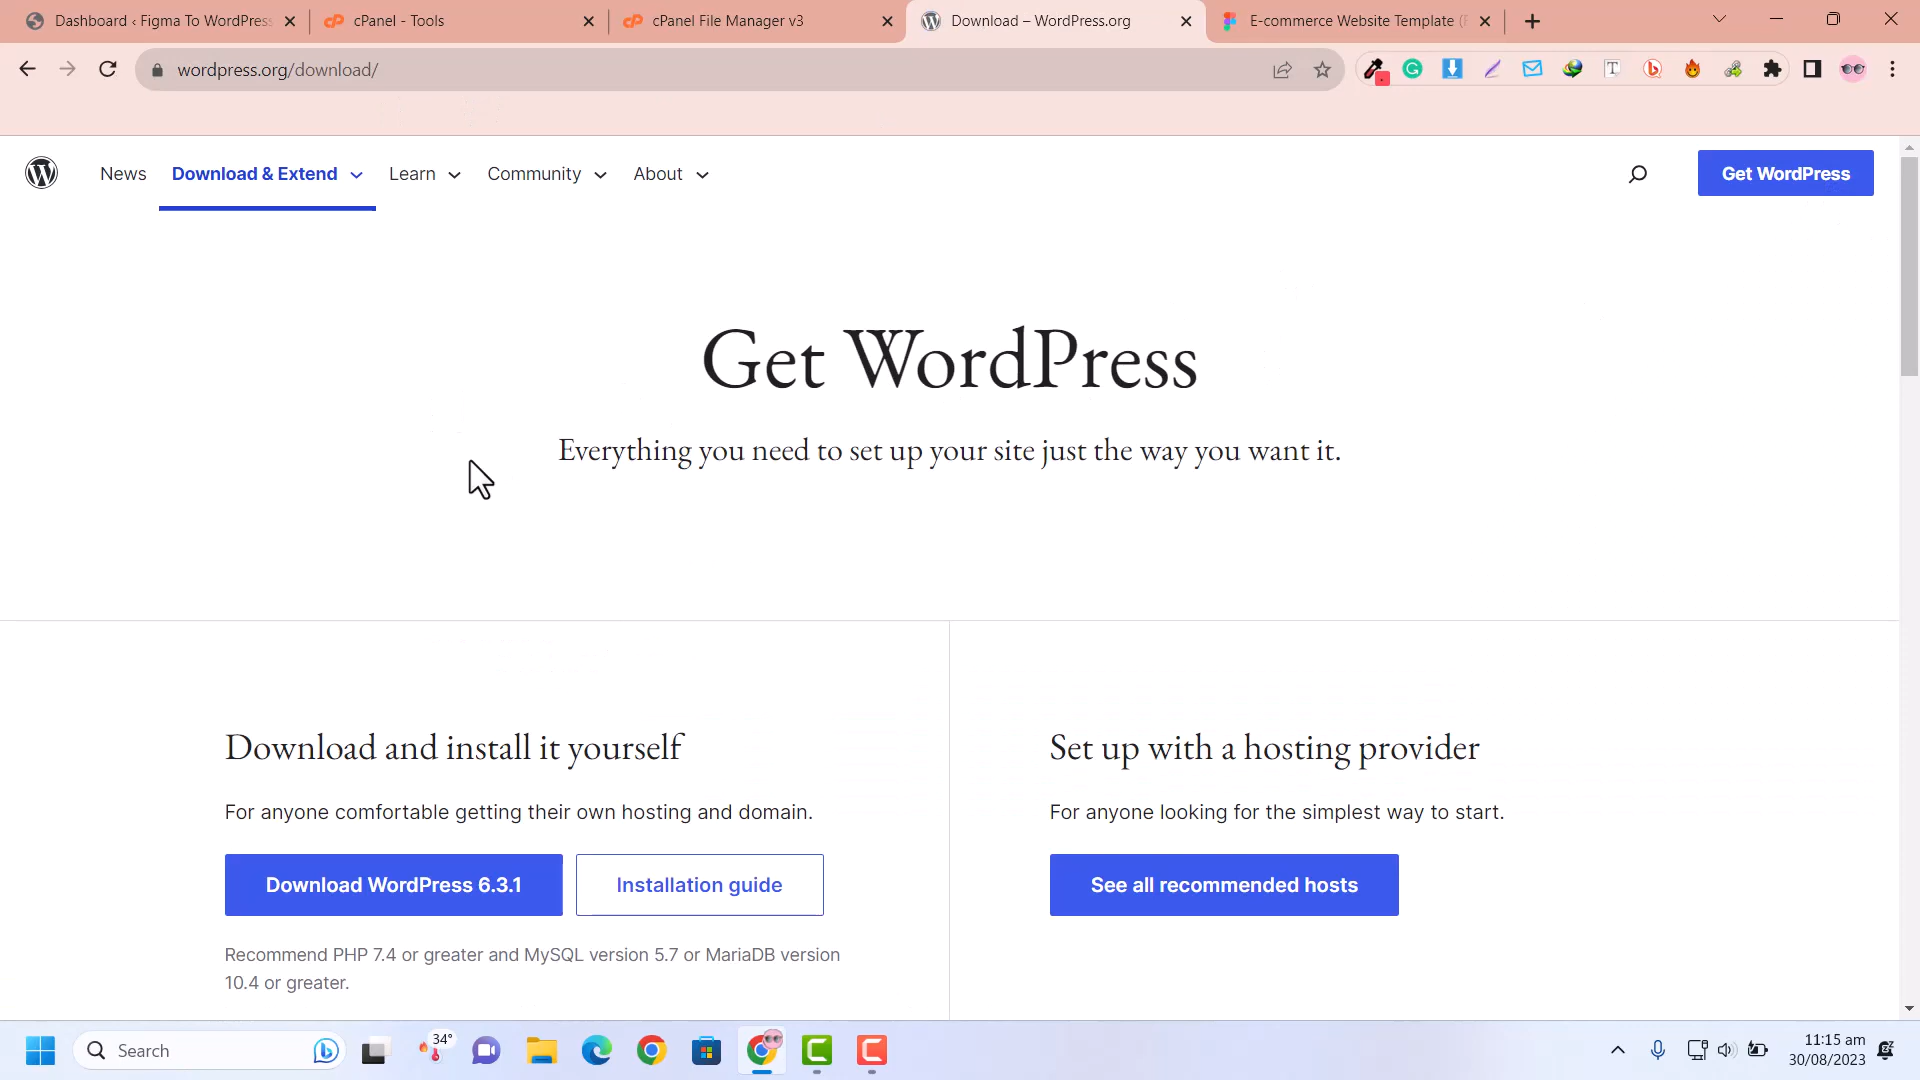 Dashboard ‹ Figma To WordPress
cPanel - Tools
cPanel File Manager v3
Download – WordPress.org
E-commerce Website Template (F
wordpress.org/download/
News
Download & Extend
Learn
Community
About
Get WordPress
Get WordPress
Everything you need to set up your site just the way you want it.
Download and install it yourself
For anyone comfortable getting their own hosting and domain.
Download WordPress 6.3.1
Installation guide
Recommend PHP 7.4 or greater and MySQL version 5.7 or MariaDB version
10.4 or greater.
Set up with a hosting provider
For anyone looking for the simplest way to start.
See all recommended hosts
Search
34°
11:15 am
30/08/2023